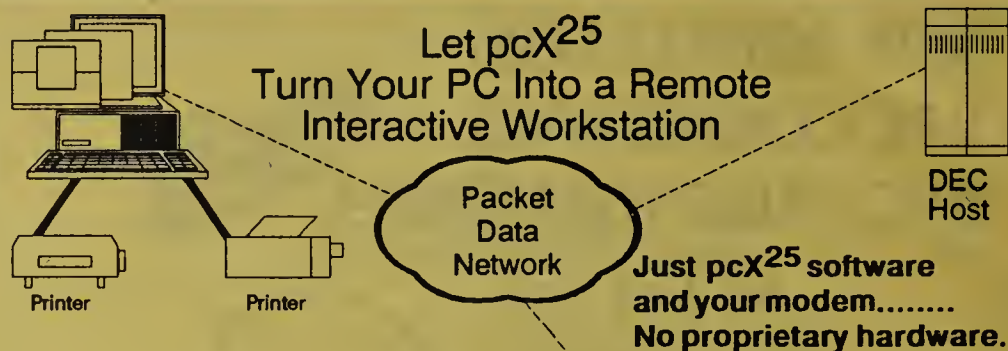 Let pcX25
Turn Your PC Into a Remote
Interactive Workstation
Packet
Data
Network
DEC
Host
Printer
Printer
Just pcX25 software
and your modem........
No proprietary hardware.